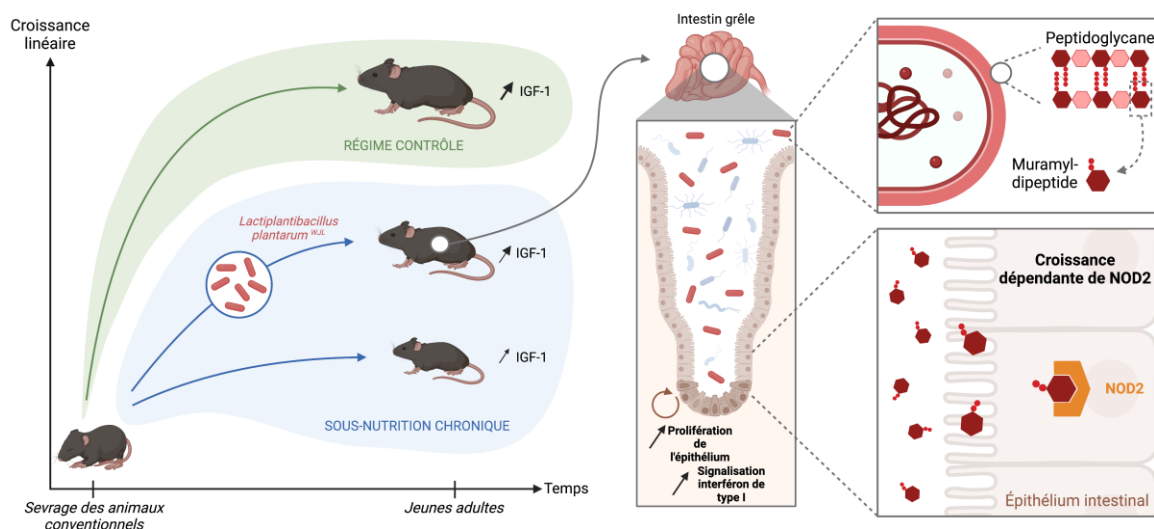 Croissance
linéaire
IGF-1
RÉGIME CONTRÔLE
Lactiplantibacillus
plantarum WJL
IGF-1
IGF-1
SOUS-NUTRITION CHRONIQUE
Temps
Sevrage des animaux
conventionnels
Jeunes adultes
Intestin grêle
Prolifération de
de
l'épithélium
Signalisation
interféron de
type I
Peptidoglycane
Muramyl-
dipeptide
Croissance
dépendante de NOD2
NOD2
Épithélium intestinal